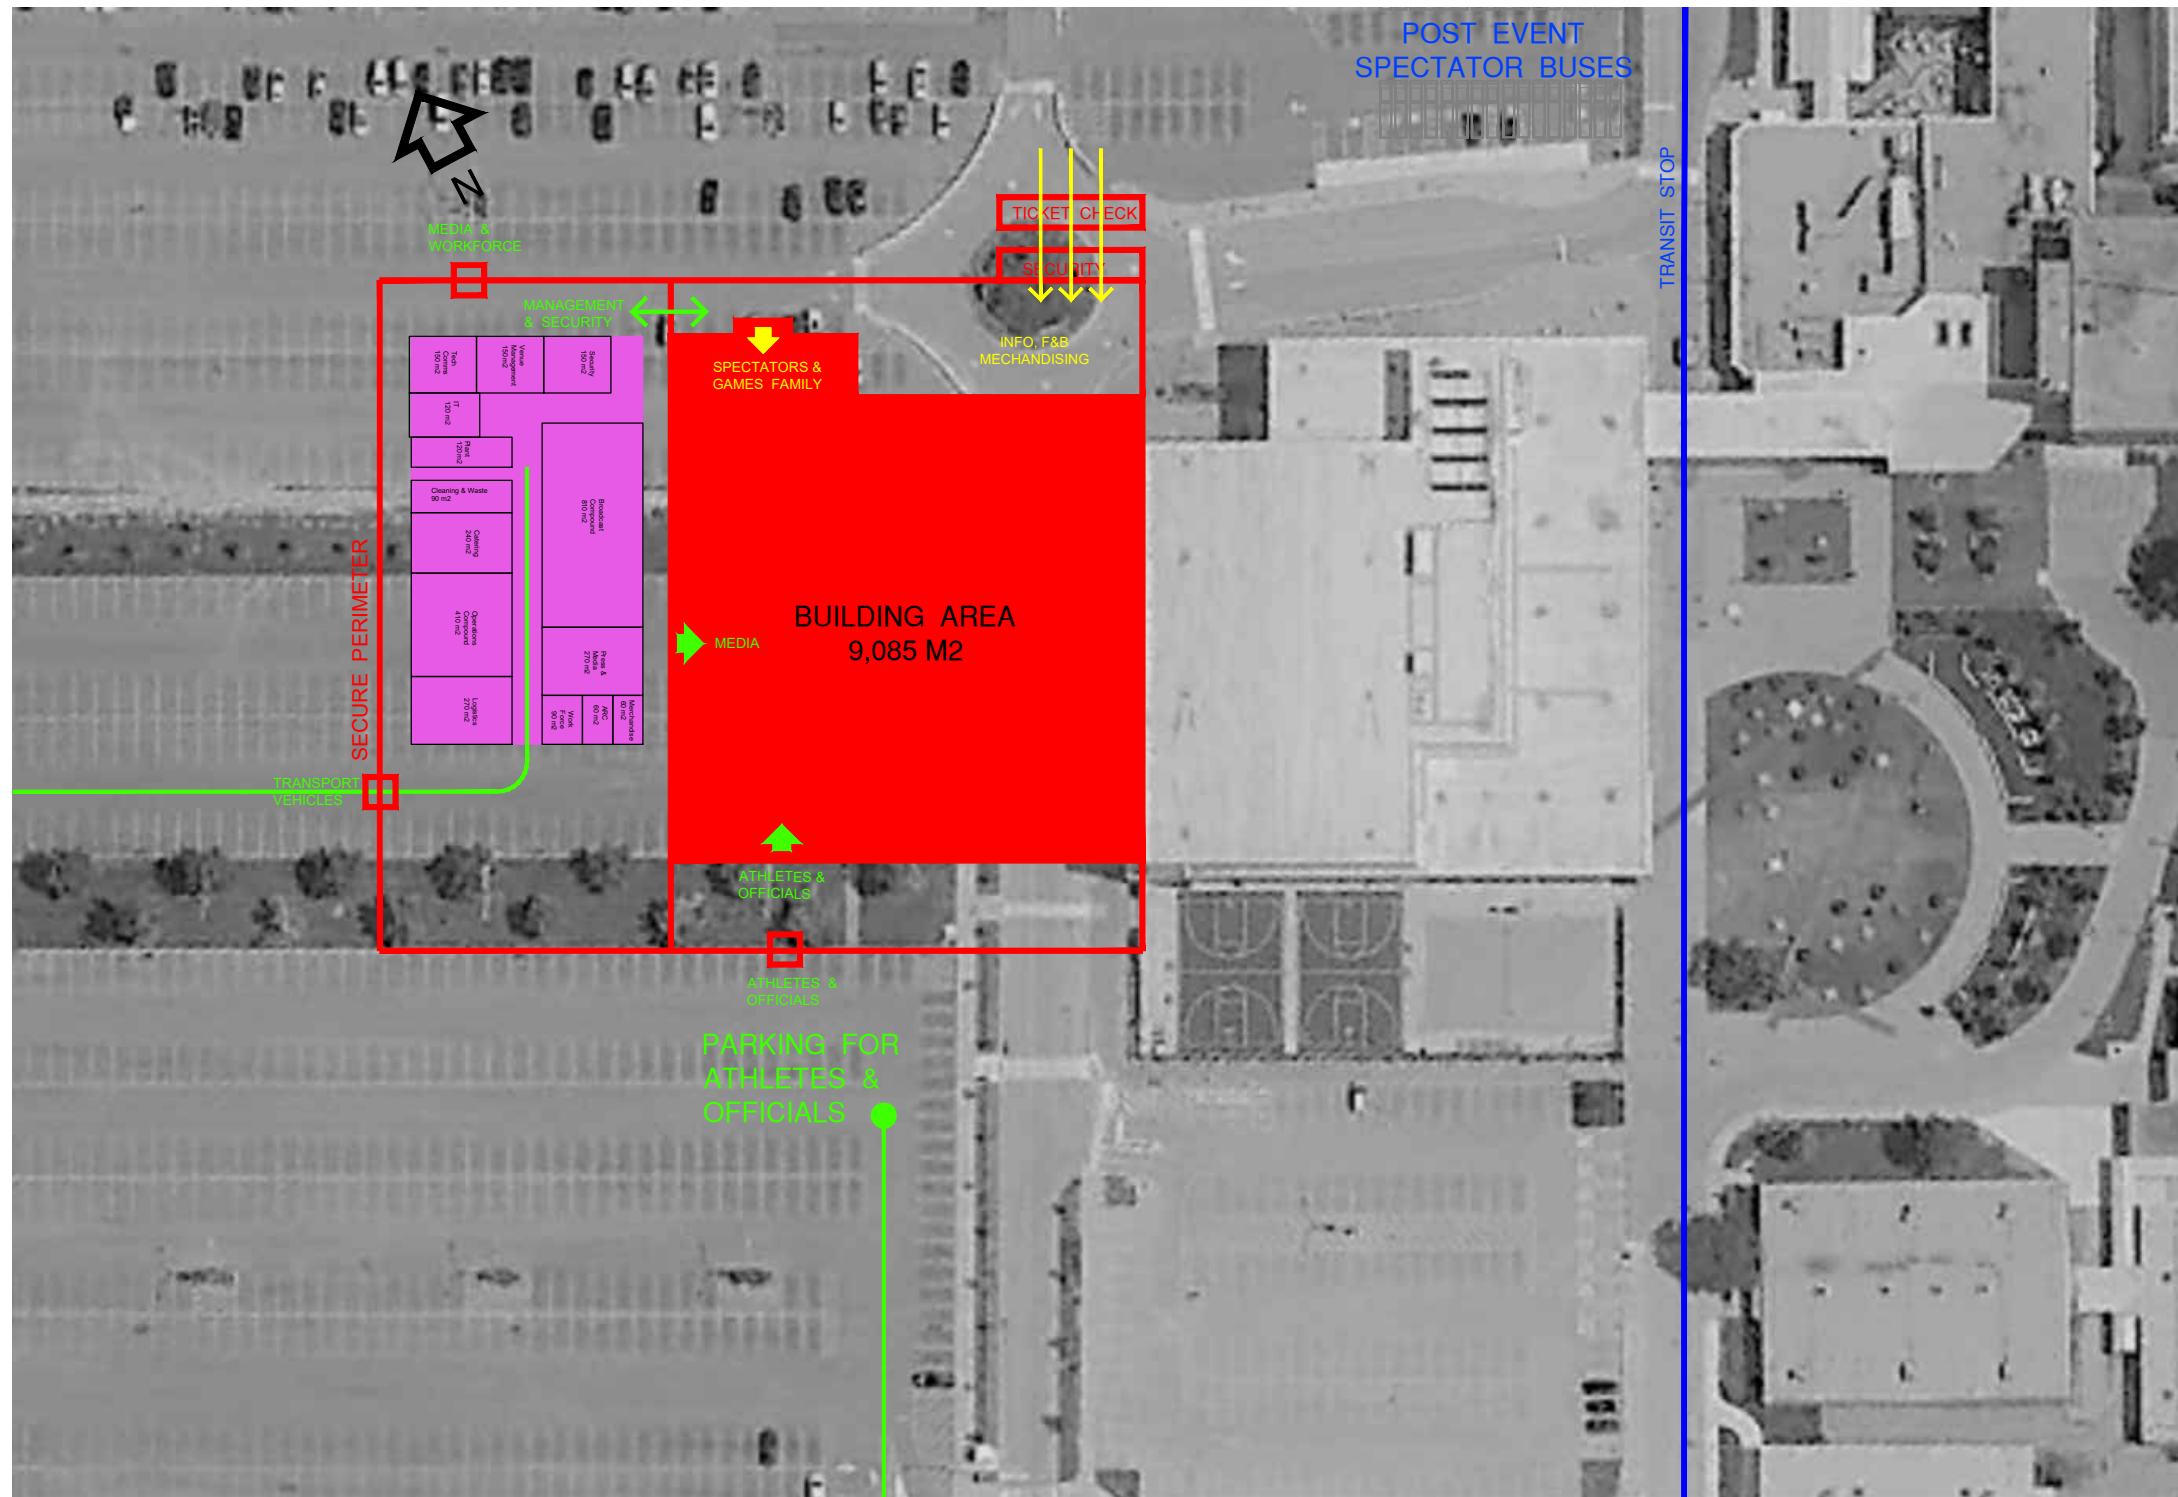 POST EVENT
SPECTATOR BUSES
TRANSIT STOP
N
MEDIA &
WORKFORCE
TICKET CHECK
SECURITY
MANAGEMENT
& SECURITY
INFO, F&B
MECHANDISING
SPECTATORS &
GAMES FAMILY
Tech
Comms
150 m2
Venue
Management
150m2
Security
150 m2
IT
120 m2
Plant
120m2
Cleaning & Waste
90 m2
Catering
240 m2
Broadcast
Compound
810 m2
Operations
Compound
410 m2
Press &
Media
270 m2
Logistics
270 m2
Work
Force
90 m2
ARC
60 m2
Merchandise
60 m2
SECURE PERIMETER
MEDIA
BUILDING AREA
9,085 M2
TRANSPORT
VEHICLES
ATHLETES &
OFFICIALS
ATHLETES &
OFFICIALS
PARKING FOR
ATHLETES &
OFFICIALS